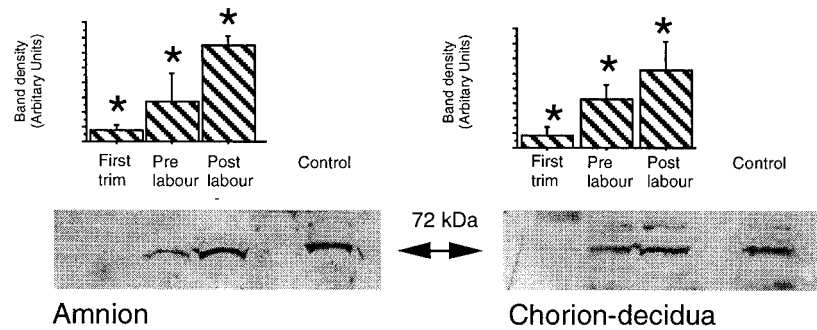 Band density
(Arbitary Units)
First
trim
Pre
labour
Post
labour
Control
Band density
(Arbitary Units)
First
trim
Pre
labour
Post
labour
Control
72 kDa
Amnion
Chorion-decidua